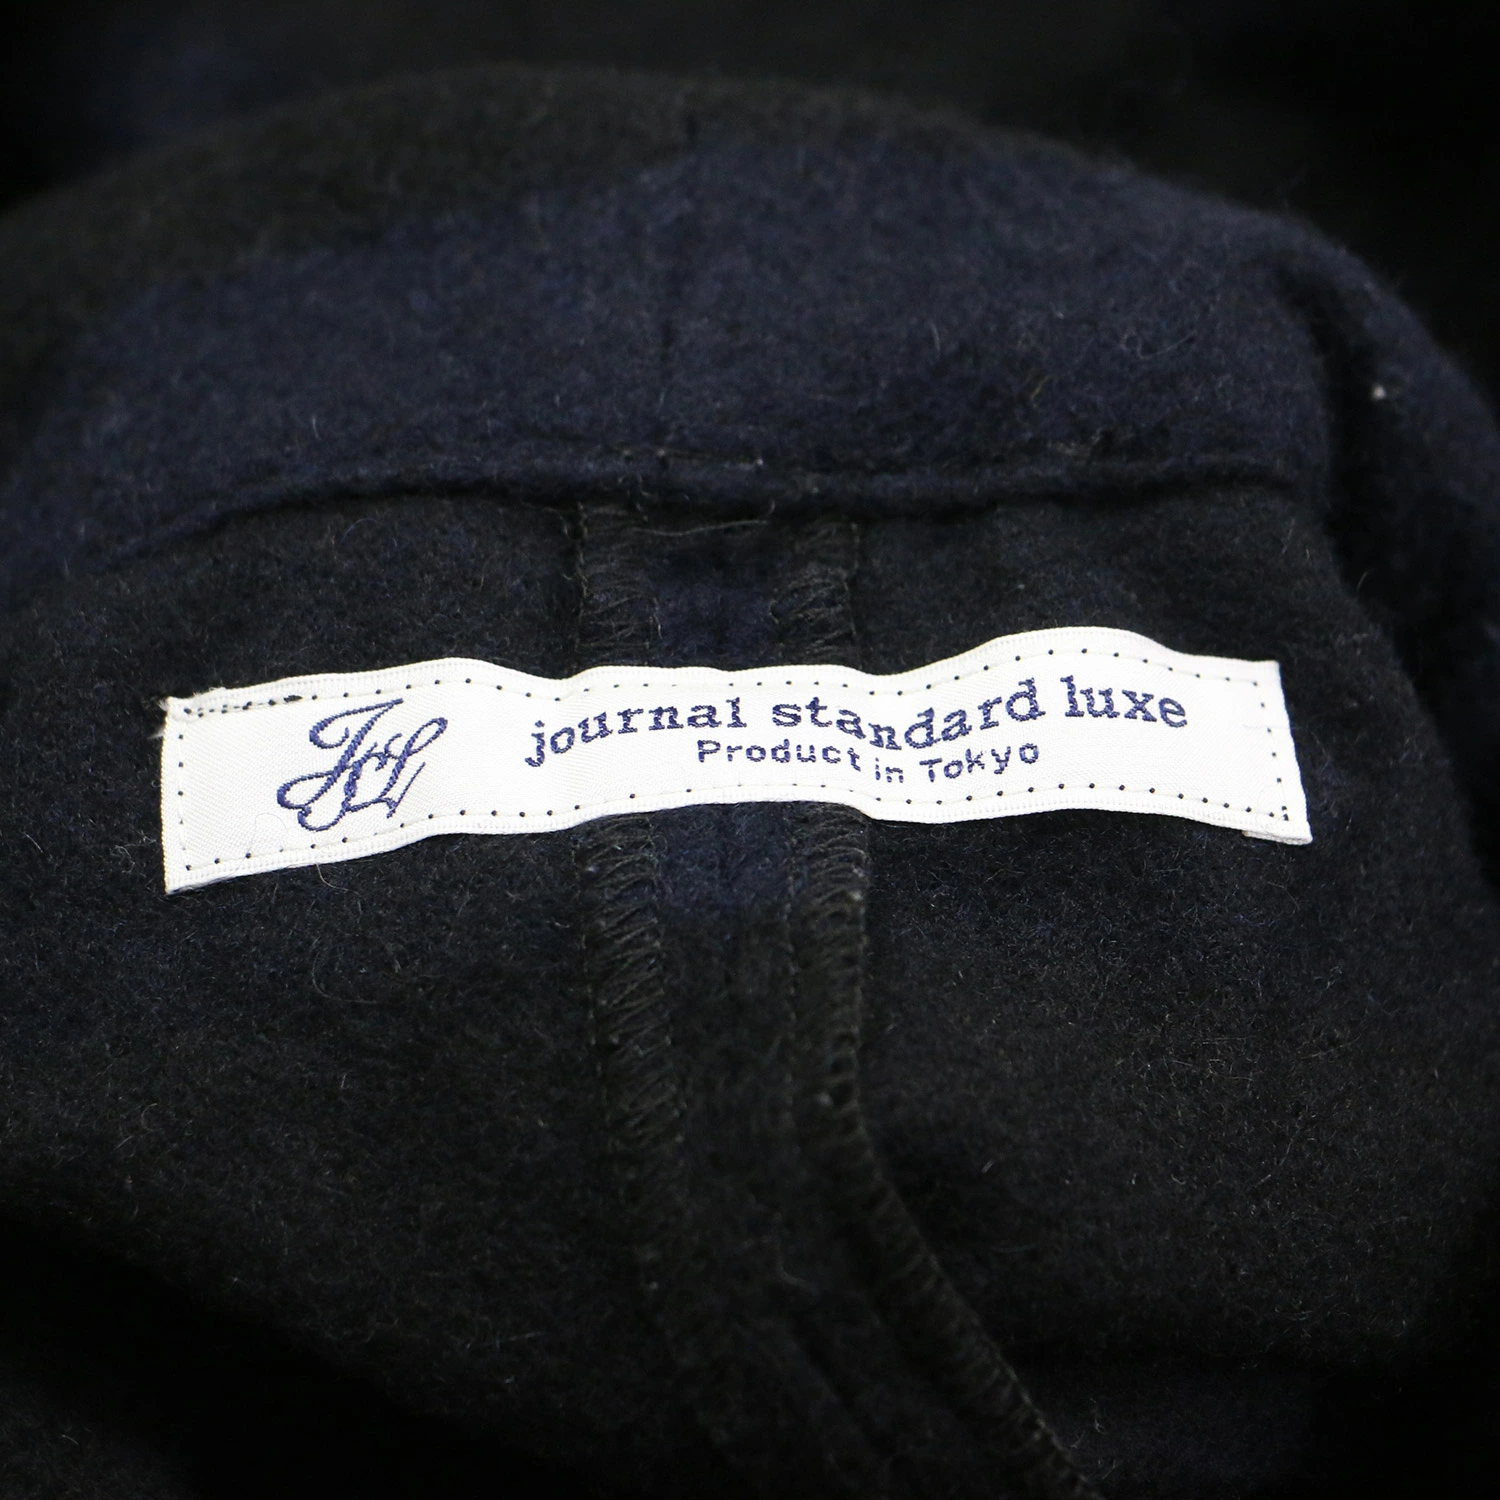 JSL
journal standard luxe
Product in Tokyo